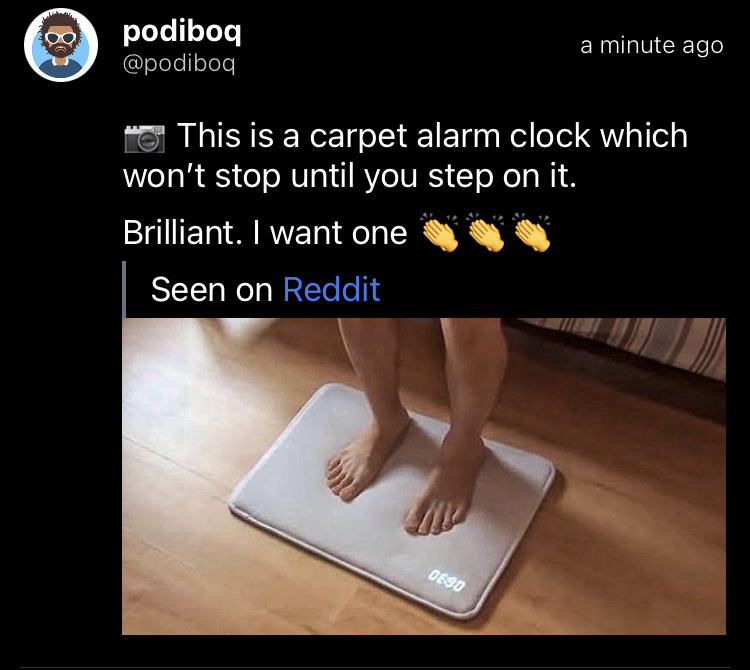 podiboq
@podiboq
a minute ago
📷 This is a carpet alarm clock which
won’t stop until you step on it.
Brilliant. I want one 👏👏👏
Seen on Reddit